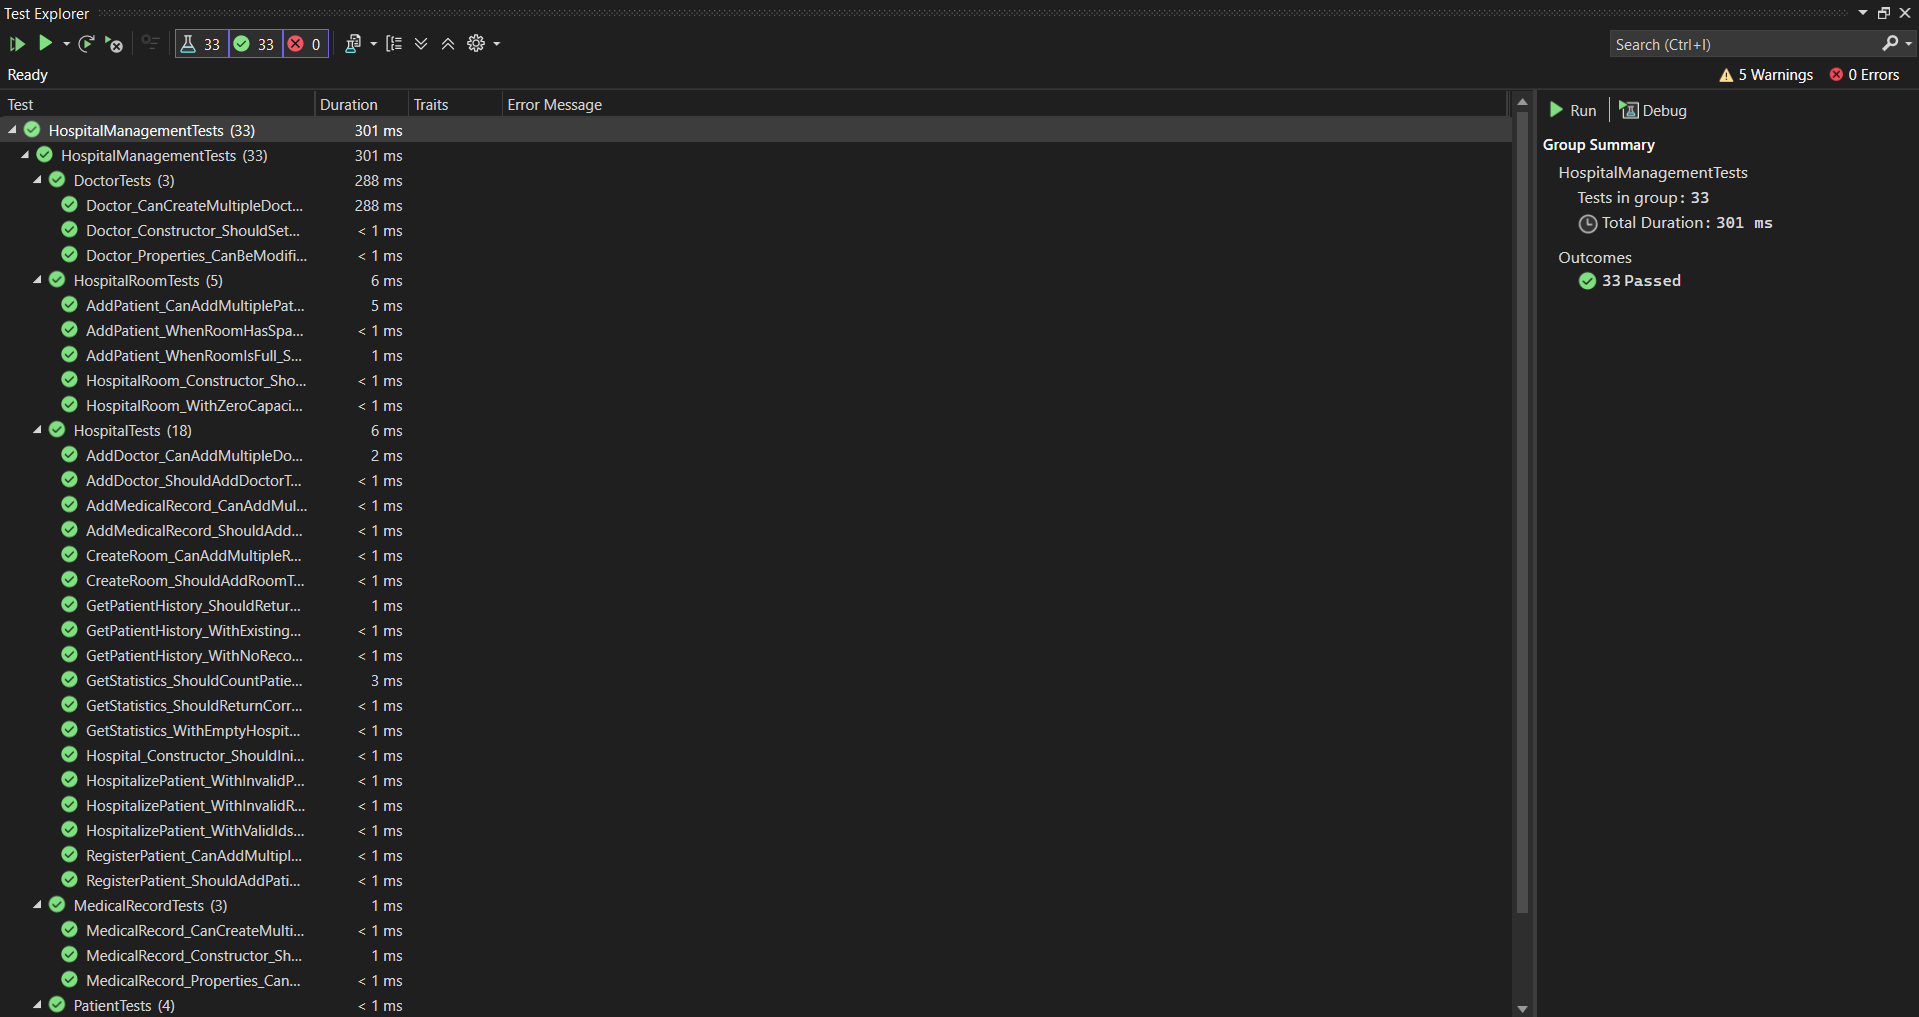 Test Explorer
33 33 0
Search (Ctrl+I)
Ready
5 Warnings 0 Errors
Test Duration Traits Error Message
HospitalManagementTests (33) 301 ms
HospitalManagementTests (33) 301 ms
DoctorTests (3) 288 ms
Doctor_CanCreateMultipleDoct... 288 ms
Doctor_Constructor_ShouldSet... < 1 ms
Doctor_Properties_CanBeModifi... < 1 ms
HospitalRoomTests (5) 6 ms
AddPatient_CanAddMultiplePat... 5 ms
AddPatient_WhenRoomHasSpa... < 1 ms
AddPatient_WhenRoomIsFull_S... 1 ms
HospitalRoom_Constructor_Sho... < 1 ms
HospitalRoom_WithZeroCapaci... < 1 ms
HospitalTests (18) 6 ms
AddDoctor_CanAddMultipleDo... 2 ms
AddDoctor_ShouldAddDoctorT... < 1 ms
AddMedicalRecord_CanAddMul... < 1 ms
AddMedicalRecord_ShouldAdd... < 1 ms
CreateRoom_CanAddMultipleR... < 1 ms
CreateRoom_ShouldAddRoomT... < 1 ms
GetPatientHistory_ShouldRetur... 1 ms
GetPatientHistory_WithExisting... < 1 ms
GetPatientHistory_WithNoReco... < 1 ms
GetStatistics_ShouldCountPatie... 3 ms
GetStatistics_ShouldReturnCorr... < 1 ms
GetStatistics_WithEmptyHospit... < 1 ms
Hospital_Constructor_ShouldIni... < 1 ms
HospitalizePatient_WithInvalidP... < 1 ms
HospitalizePatient_WithInvalidR... < 1 ms
HospitalizePatient_WithValidIds... < 1 ms
RegisterPatient_CanAddMultipl... < 1 ms
RegisterPatient_ShouldAddPati... < 1 ms
MedicalRecordTests (3) 1 ms
MedicalRecord_CanCreateMulti... < 1 ms
MedicalRecord_Constructor_Sh... 1 ms
MedicalRecord_Properties_Can... < 1 ms
PatientTests (4) < 1 ms
Run Debug
Group Summary
HospitalManagementTests
Tests in group: 33
Total Duration: 301 ms
Outcomes
33 Passed